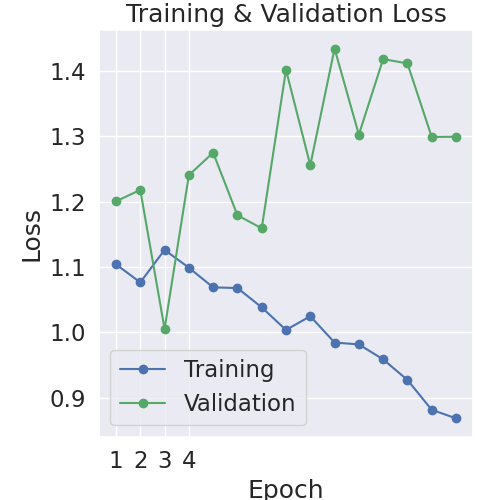 Training & Validation Loss
1.4
1.3
1.2
1.1
1.0
0.9
Loss
Training
Validation
1 2 3 4
Epoch